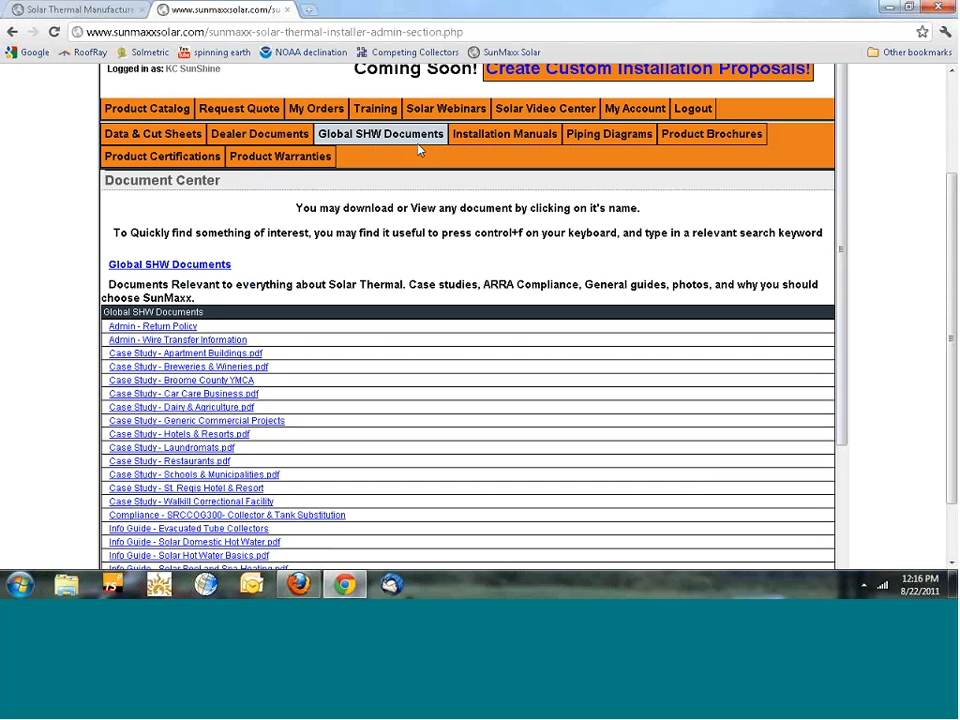 Solar Thermal Manufacture
www.sunmaxxsolar.com/su
www.sunmaxxsolar.com/sunmaxx-solar-thermal-installer-admin-section.php
Google RoofRay Solmetric spinning earth NOAA declination Competing Collectors SunMaxx Solar Other bookmarks
Logged in as: KC SunShine
Coming Soon! Create Custom Installation Proposals!
Product Catalog Request Quote My Orders Training Solar Webinars Solar Video Center My Account Logout
Data & Cut Sheets Dealer Documents Global SHW Documents Installation Manuals Piping Diagrams Product Brochures
Product Certifications Product Warranties
Document Center
You may download or View any document by clicking on it's name.
To Quickly find something of interest, you may find it useful to press control+f on your keyboard, and type in a relevant search keyword
Global SHW Documents
Documents Relevant to everything about Solar Thermal. Case studies, ARRA Compliance, General guides, photos, and why you should
choose SunMaxx.
Global SHW Documents
Admin - Return Policy
Admin - Wire Transfer Information
Case Study - Apartment Buildings.pdf
Case Study - Breweries & Wineries.pdf
Case Study - Broome County YMCA
Case Study - Car Care Business.pdf
Case Study - Dairy & Agriculture.pdf
Case Study - Generic Commercial Projects
Case Study - Hotels & Resorts.pdf
Case Study - Laundromats.pdf
Case Study - Restaurants.pdf
Case Study - Schools & Municipalities.pdf
Case Study - St. Regis Hotel & Resort
Case Study - Walkill Correctional Facility
Compliance - SRCCOG300- Collector & Tank Substitution
Info Guide - Evacuated Tube Collectors
Info Guide - Solar Domestic Hot Water.pdf
Info Guide - Solar Hot Water Basics.pdf
Info Guide - Solar Pool and Spa Heating.pdf
12:16 PM
8/22/2011